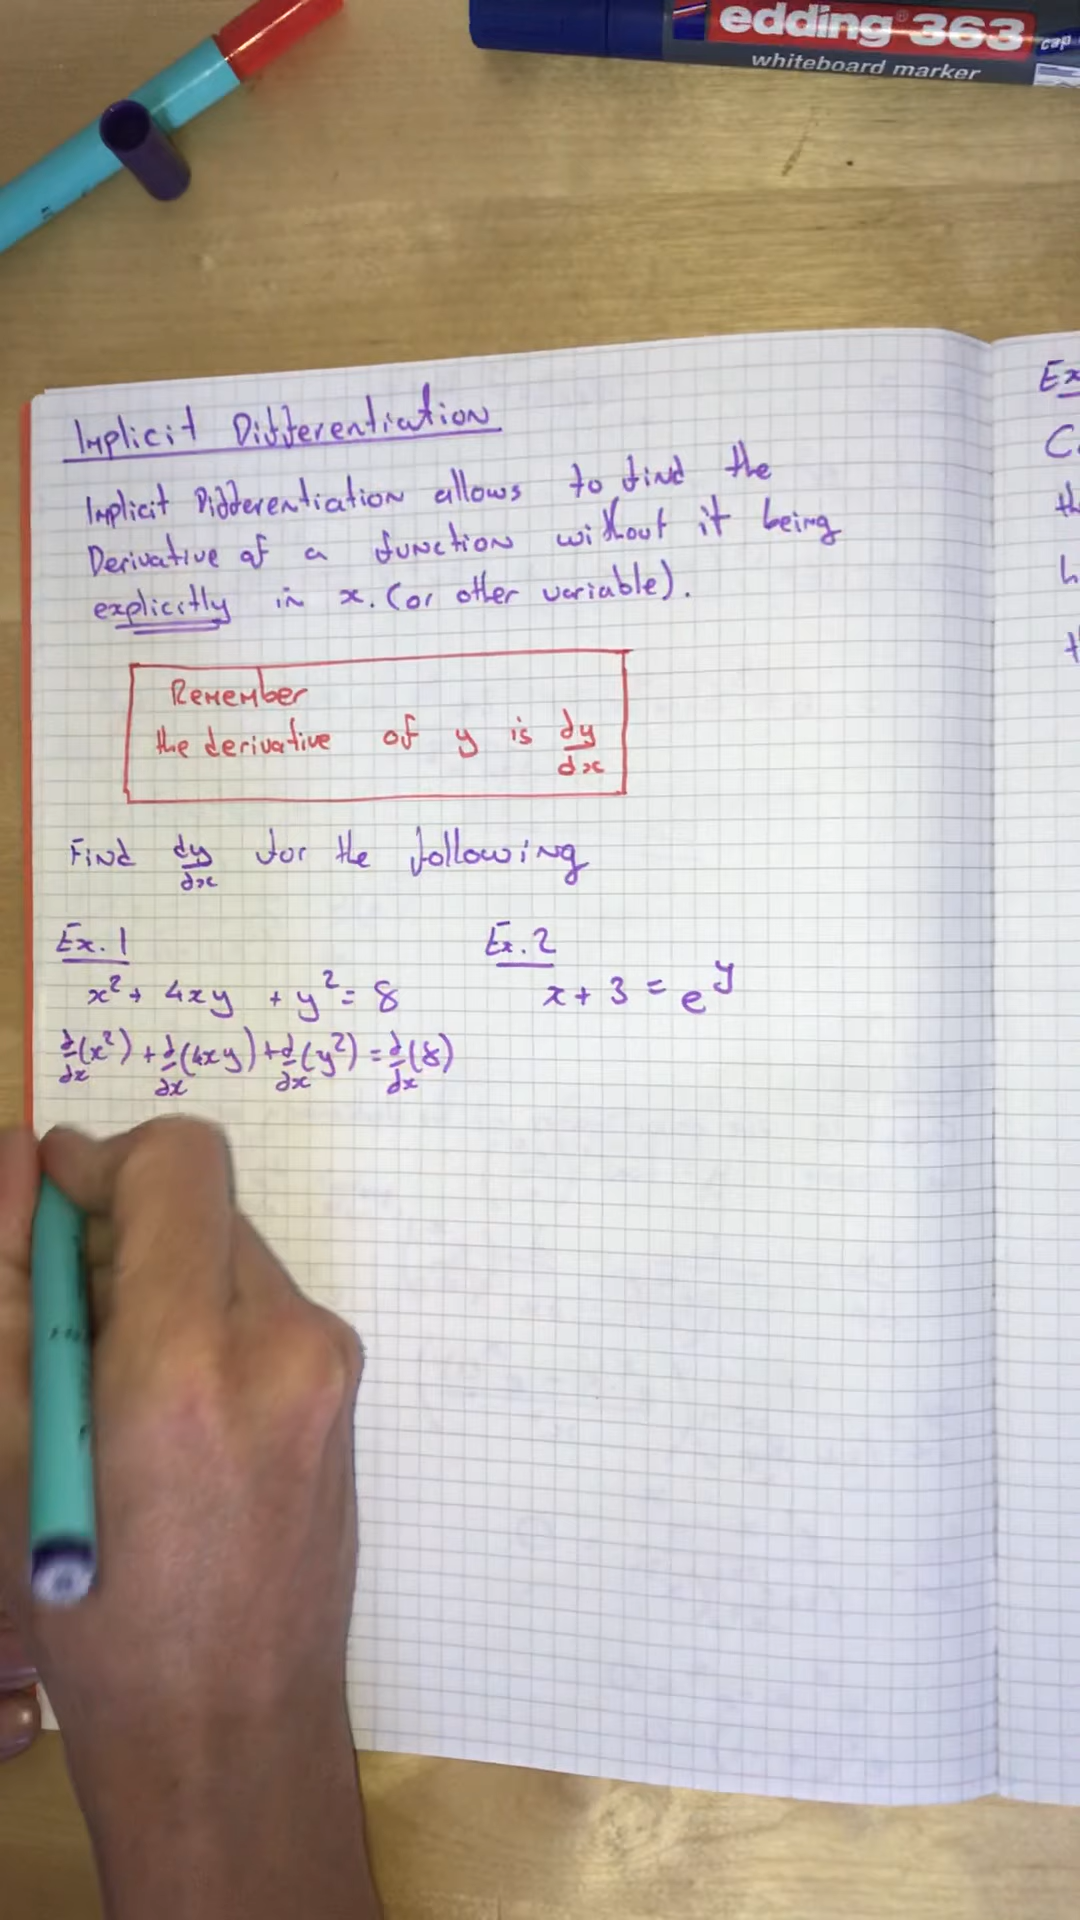 edding 363
cap
whiteboard marker
Implicit Differentiation
Implicit Differentiation allows to find the
Derivative of a function without it being
explicitly in x. (or other variable).
Remember
the derivative of y is dy/dx
Find dy/dx for the following
Ex. 1
x² + 4xy + y² = 8
d/dx(x²) + d/dx(4xy) + d/dx(y²) = d/dx(8)
Ex. 2
x + 3 = e^y
Ex